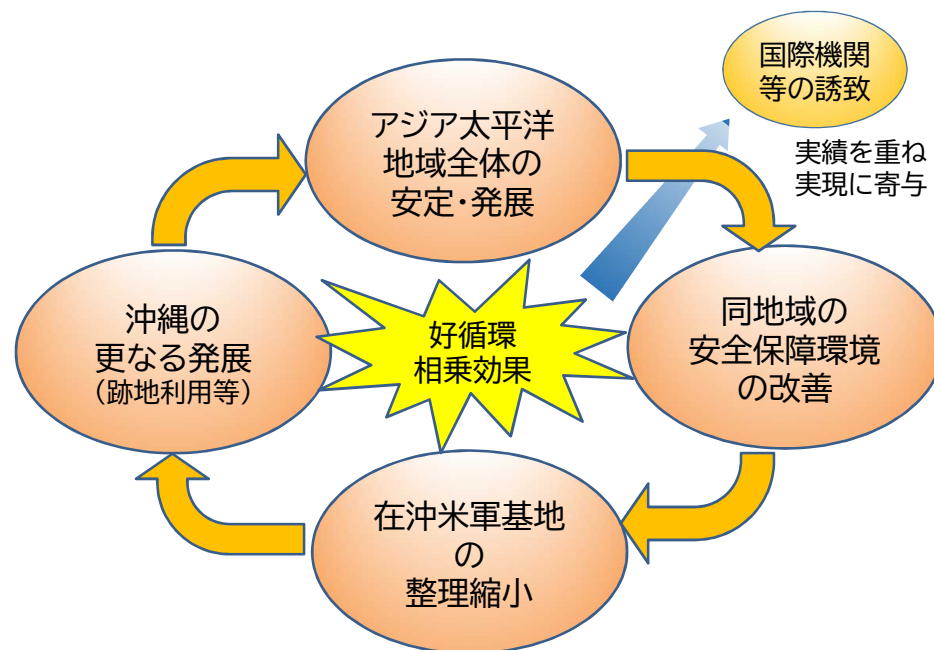 国際機関
等の誘致
実績を重ね
実現に寄与
アジア太平洋
地域全体の
安定・発展
同地域の
安全保障環境
の改善
在沖米軍基地
の
整理縮小
沖縄の
更なる発展
（跡地利用等）
好循環
相乗効果